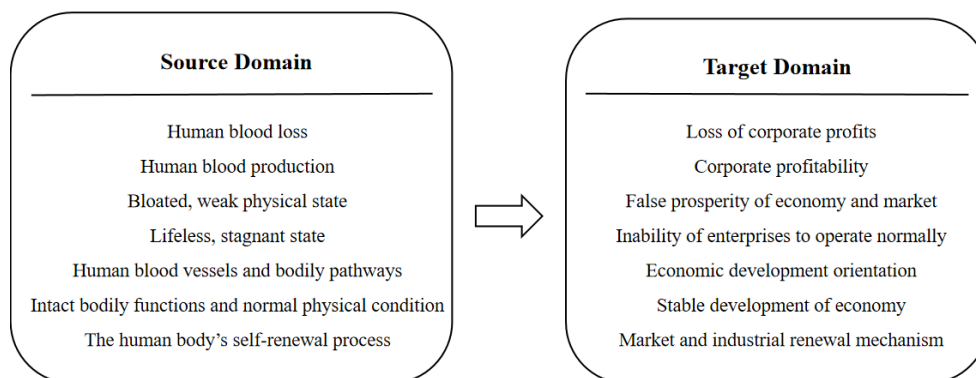 Source Domain
Human blood loss
Human blood production
Bloated, weak physical state
Lifeless, stagnant state
Human blood vessels and bodily pathways
Intact bodily functions and normal physical condition
The human body’s self-renewal process
Target Domain
Loss of corporate profits
Corporate profitability
False prosperity of economy and market
Inability of enterprises to operate normally
Economic development orientation
Stable development of economy
Market and industrial renewal mechanism